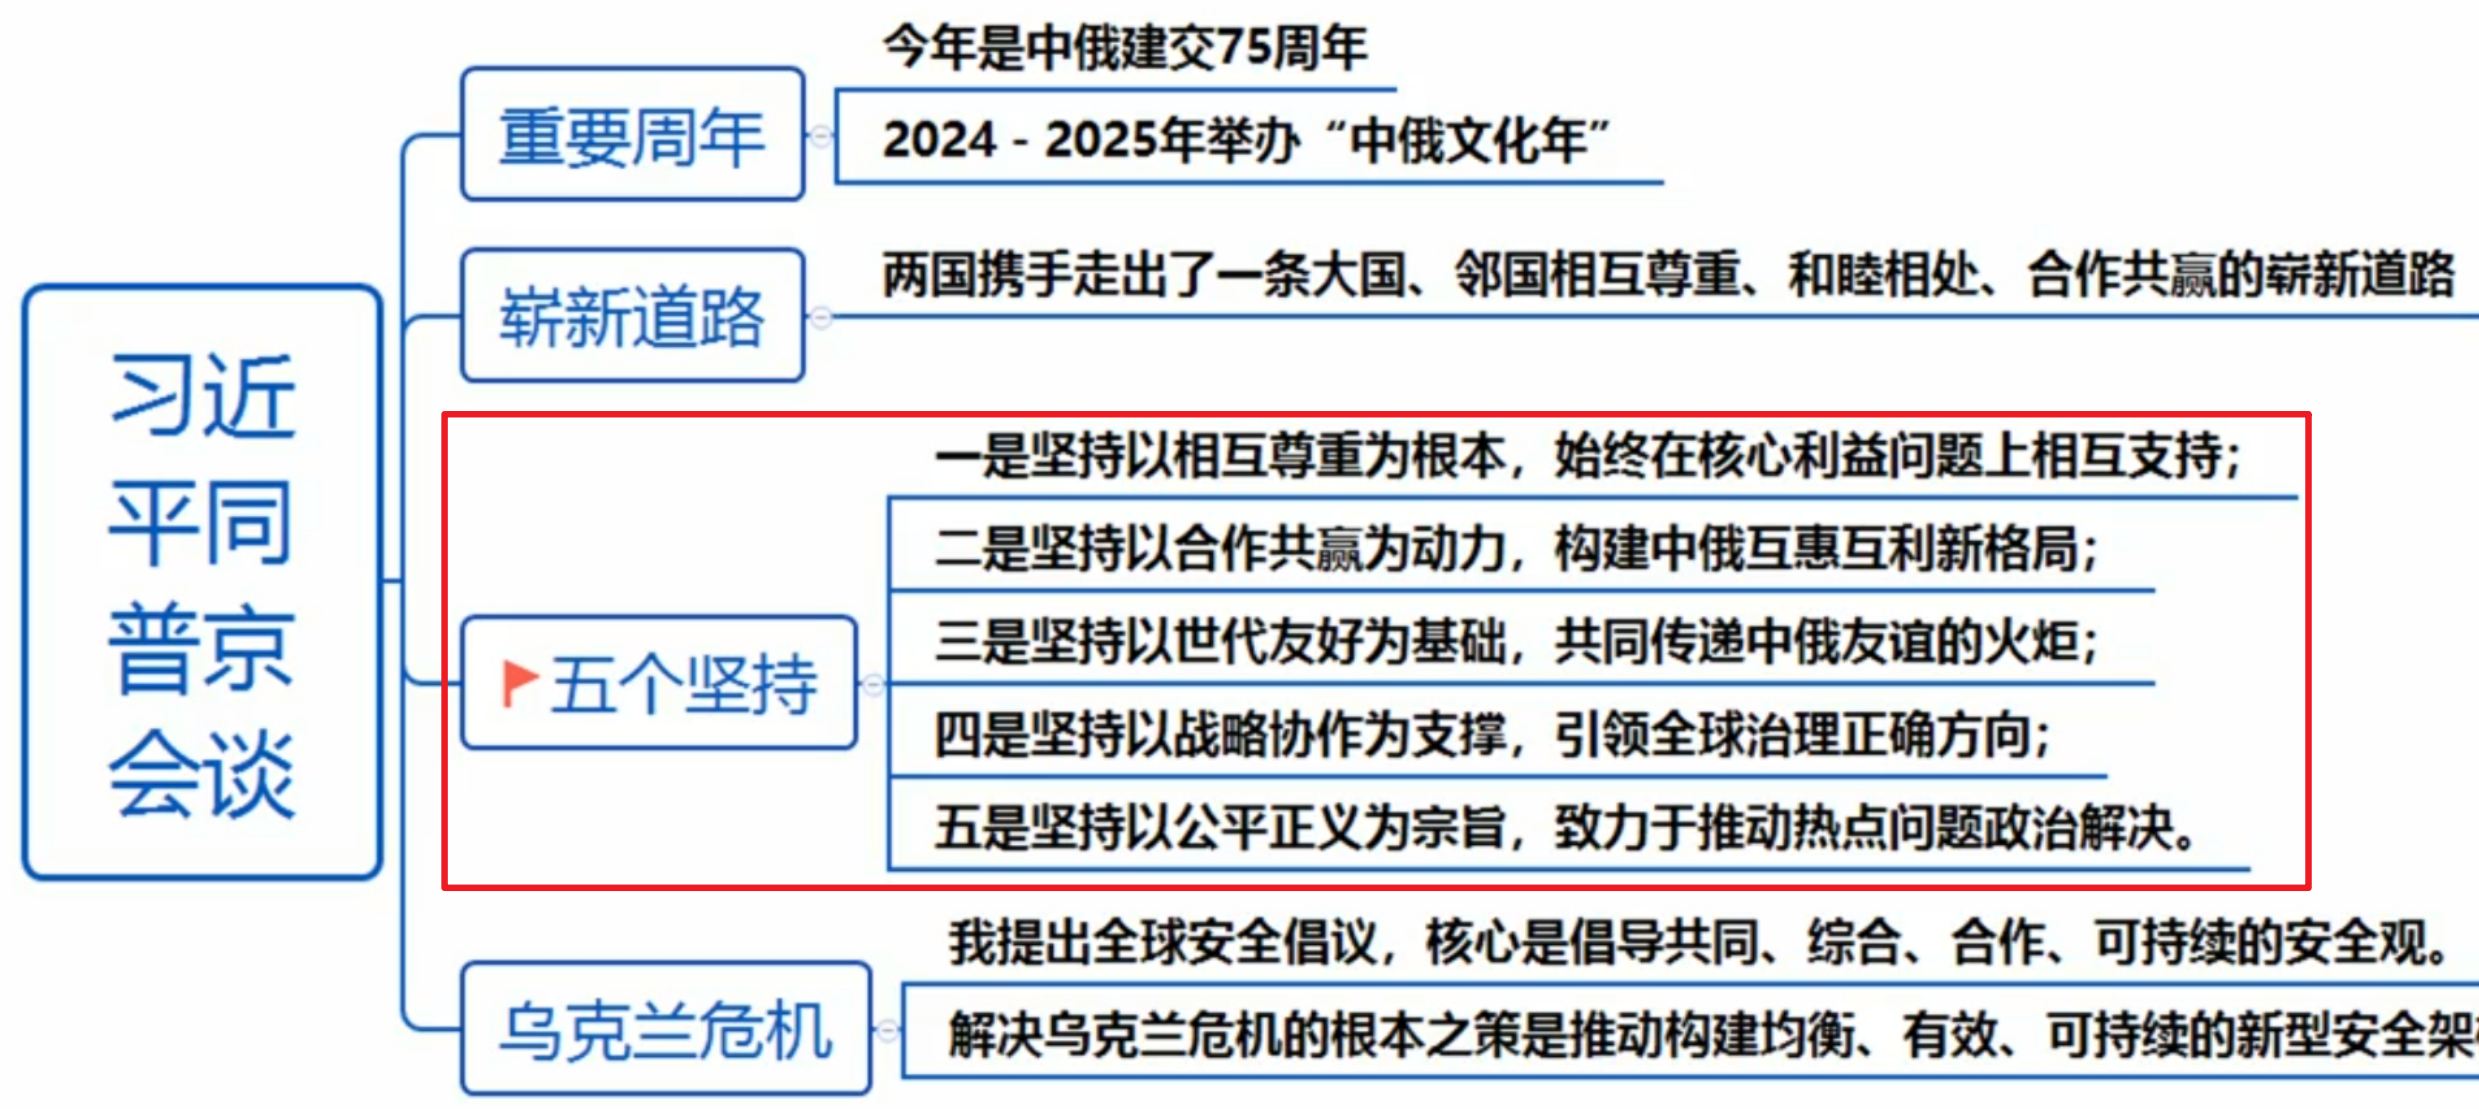 习近
平同
普京
会谈
重要周年
今年是中俄建交75周年
2024 - 2025年举办“中俄文化年”
崭新道路
两国携手走出了一条大国、邻国相互尊重、和睦相处、合作共赢的崭新道路
五个坚持
一是坚持以相互尊重为根本，始终在核心利益问题上相互支持；
二是坚持以合作共赢为动力，构建中俄互惠互利新格局；
三是坚持以世代友好为基础，共同传递中俄友谊的火炬；
四是坚持以战略协作为支撑，引领全球治理正确方向；
五是坚持以公平正义为宗旨，致力于推动热点问题政治解决。
乌克兰危机
我提出全球安全倡议，核心是倡导共同、综合、合作、可持续的安全观。
解决乌克兰危机的根本之策是推动构建均衡、有效、可持续的新型安全架